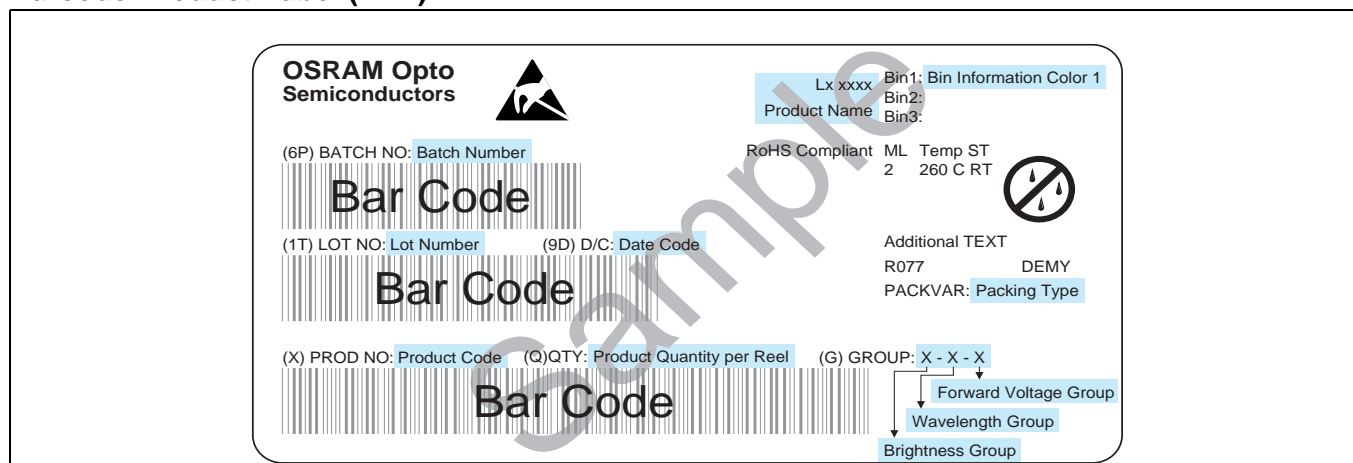 OSRAM Opto
Semiconductors
Lx xxxx
Product Name
Bin1: Bin Information Color 1
Bin2:
Bin3:
(6P) BATCH NO: Batch Number
Bar Code
RoHS Compliant
ML Temp ST
2 260 C RT
(1T) LOT NO: Lot Number (9D) D/C: Date Code
Bar Code
Additional TEXT
R077 DEMY
PACKVAR: Packing Type
(X) PROD NO: Product Code (Q)QTY: Product Quantity per Reel (G) GROUP: X - X - X
Bar Code
Forward Voltage Group
Wavelength Group
Brightness Group
Sample